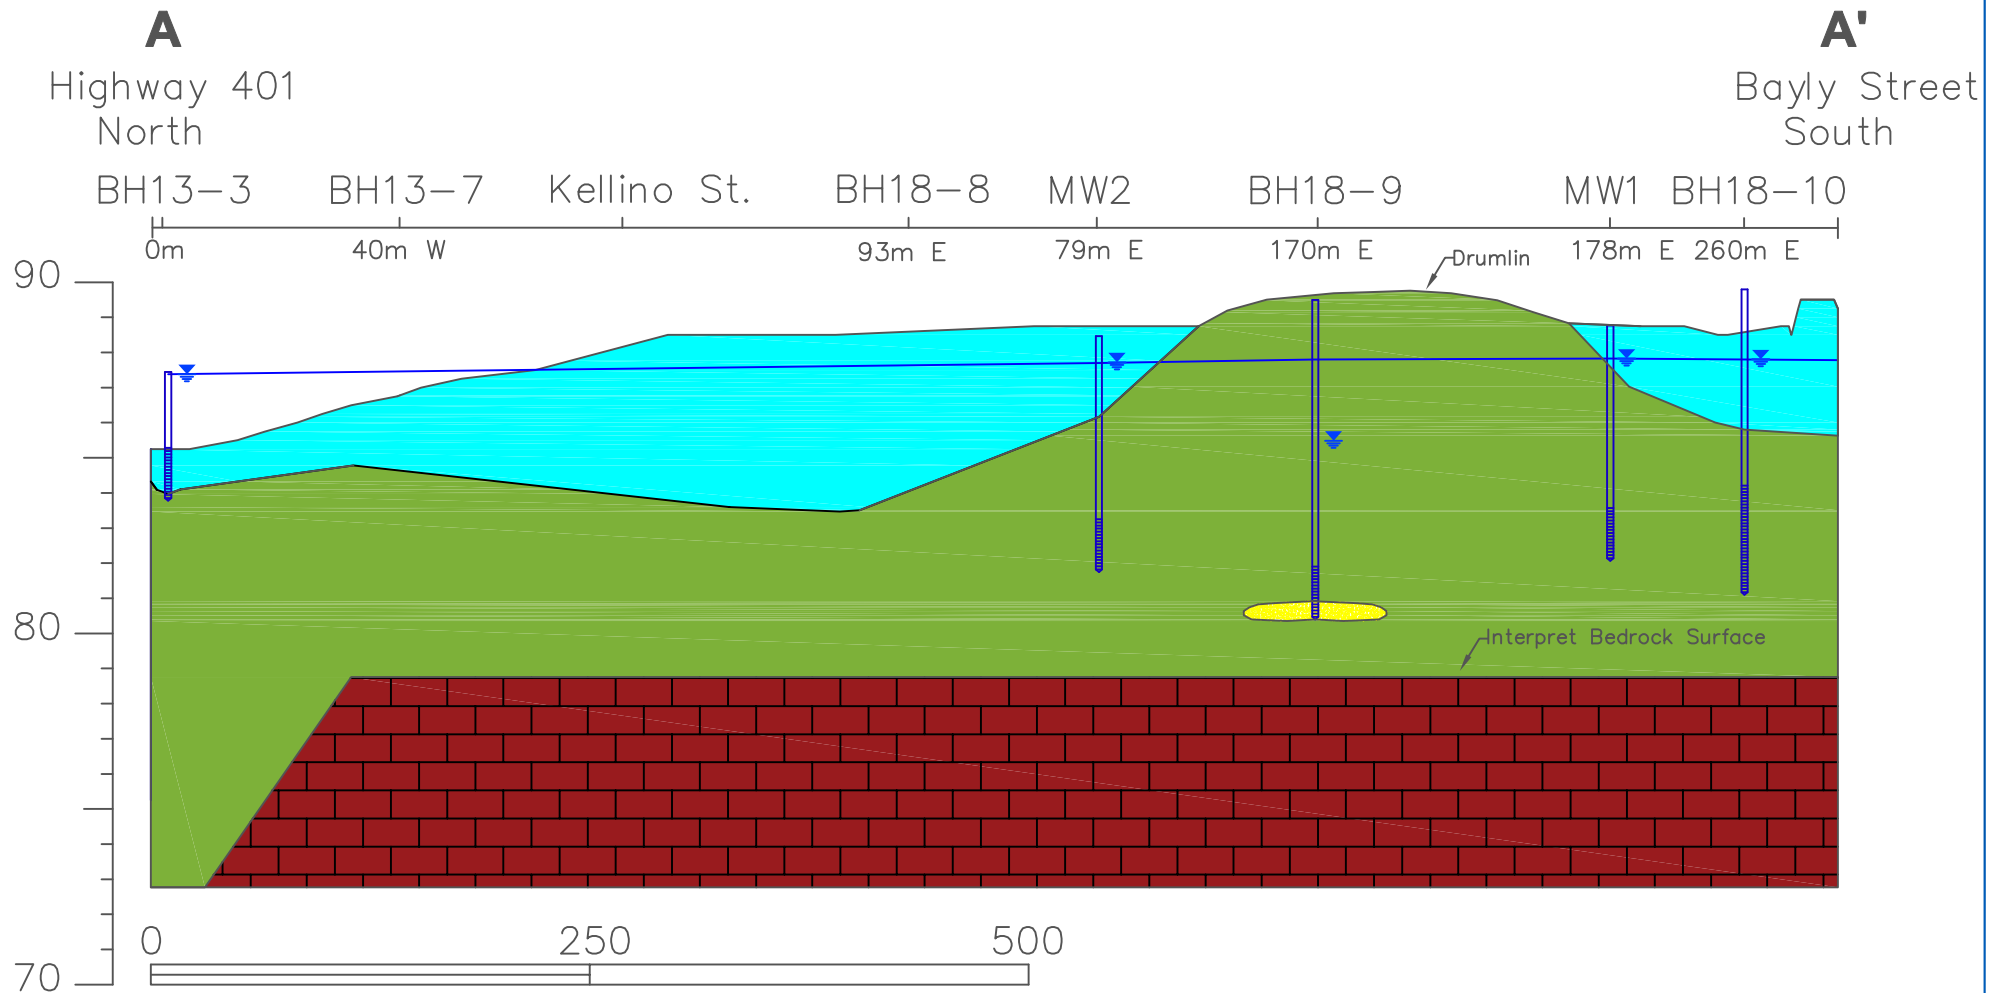 A
A'
Highway 401
North
Bayly Street
South
BH13-3
BH13-7
Kellino St.
BH18-8
MW2
BH18-9
MW1
BH18-10
0m
40m W
93m E
79m E
170m E
178m E
260m E
Drumlin
90
80
Interpret Bedrock Surface
0
250
500
70